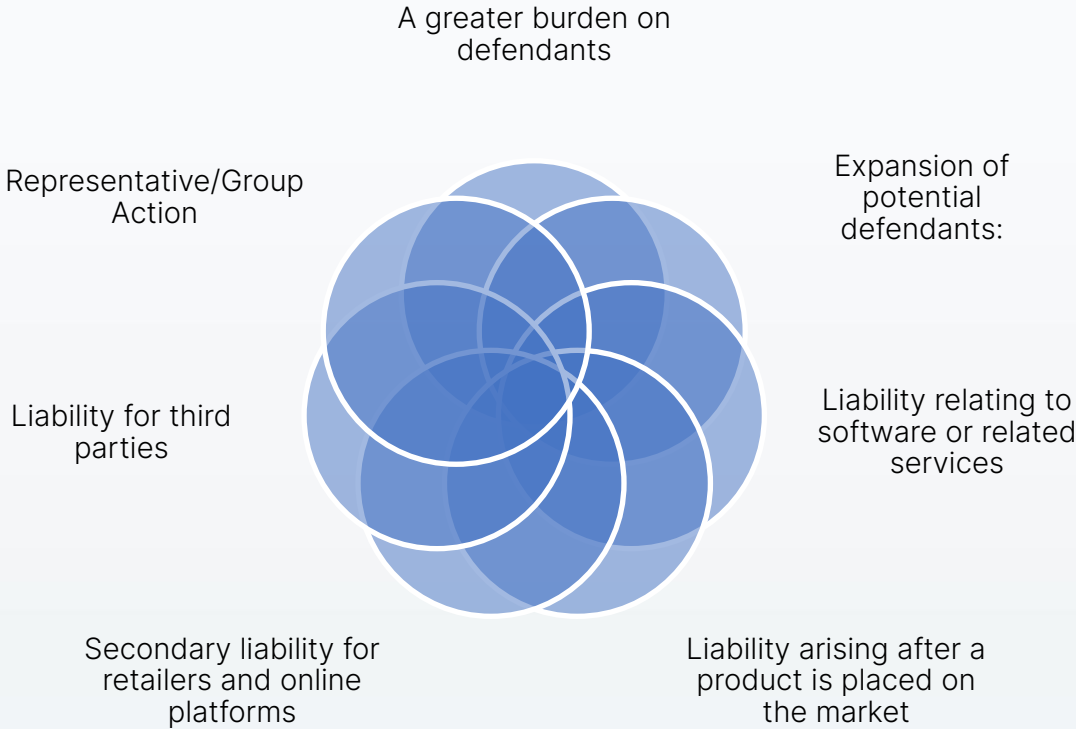 A greater burden on
defendants
Representative/Group
Action
Expansion of
potential
defendants:
Liability for third
parties
Liability relating to
software or related
services
Secondary liability for
retailers and online
platforms
Liability arising after a
product is placed on
the market